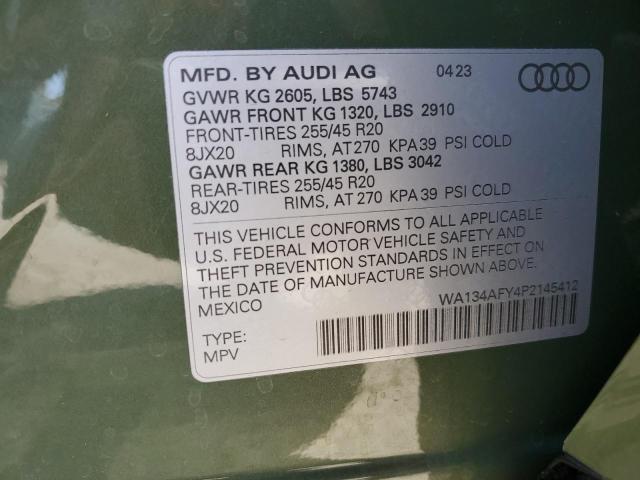 MFD. BY AUDI AG 04 23
GVWR KG 2605, LBS 5743
GAWR FRONT KG 1320, LBS 2910
FRONT-TIRES 255/45 R20
8JX20 RIMS, AT 270 KPA 39 PSI COLD
GAWR REAR KG 1380, LBS 3042
REAR-TIRES 255/45 R20
8JX20 RIMS, AT 270 KPA 39 PSI COLD
THIS VEHICLE CONFORMS TO ALL APPLICABLE
U.S. FEDERAL MOTOR VEHICLE SAFETY AND
THEFT PREVENTION STANDARDS IN EFFECT ON
THE DATE OF MANUFACTURE SHOWN ABOVE.
MEXICO
WA134AFY4P2145412
TYPE:
MPV